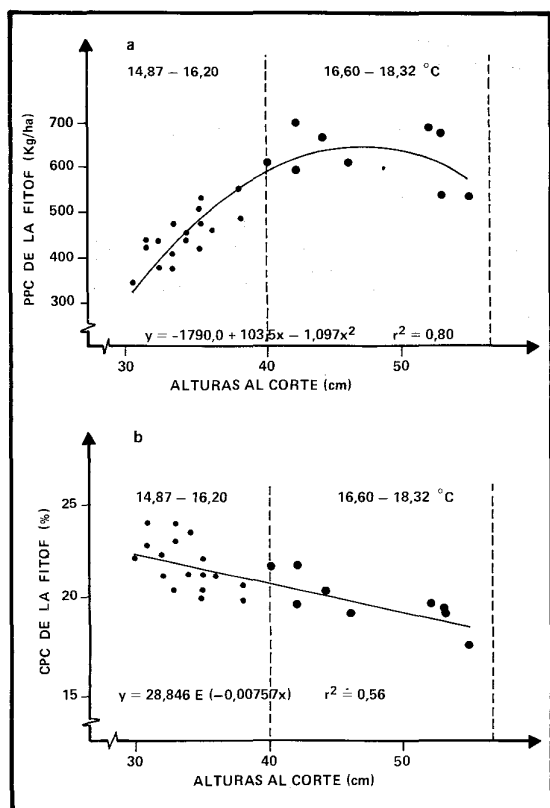 a
14,87 – 16,20
16,60 – 18,32 °C
PPC DE LA FITOF (Kg/ha)
700
600
500
400
300
y = -1790,0 + 103,5x – 1,097x²
r² = 0,80
30
40
50
ALTURAS AL CORTE (cm)
b
14,87 – 16,20
16,60 – 18,32 °C
CPC DE LA FITOF (%)
25
20
15
y = 28,846 E (–0,00757x)
r² = 0,56
30
40
50
ALTURAS AL CORTE (cm)